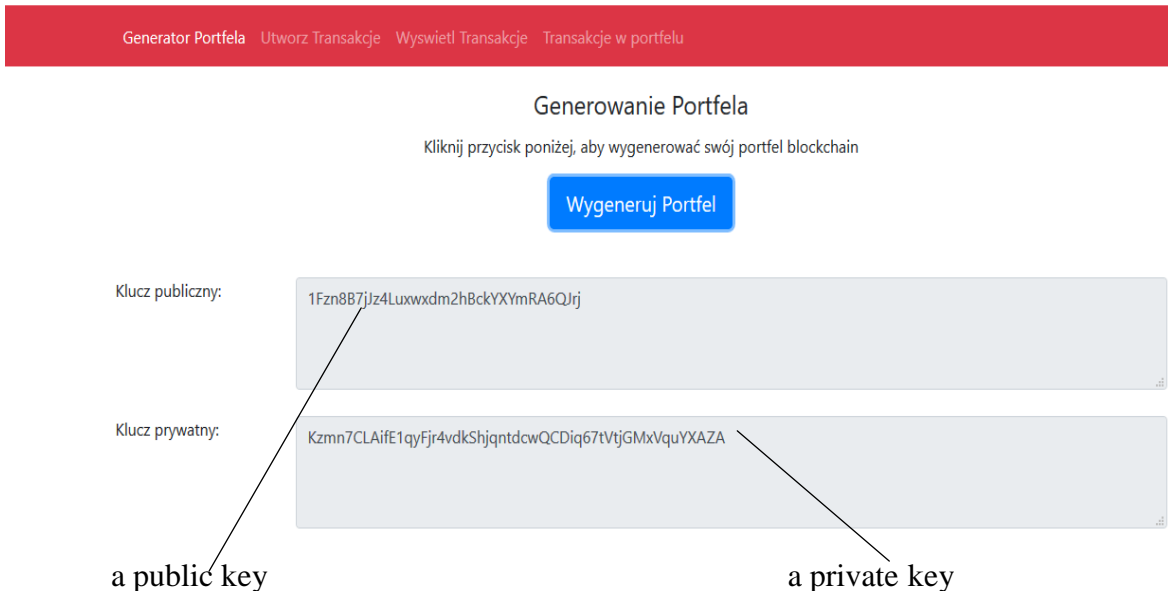 Generator Portfela Utworz Transakcje Wyswietl Transakcje Transakcje w portfelu
Generowanie Portfela
Kliknij przycisk poniżej, aby wygenerować swój portfel blockchain
Wygeneruj Portfel
Klucz publiczny:
1Fzn8B7jJz4Luxwxdm2hBckYXYmRA6QJrj
Klucz prywatny:
Kzmn7CLAifE1qyFjr4vdkShjqntdcwQCDiq67tVtjGMxVquYXAZA
a public key
a private key